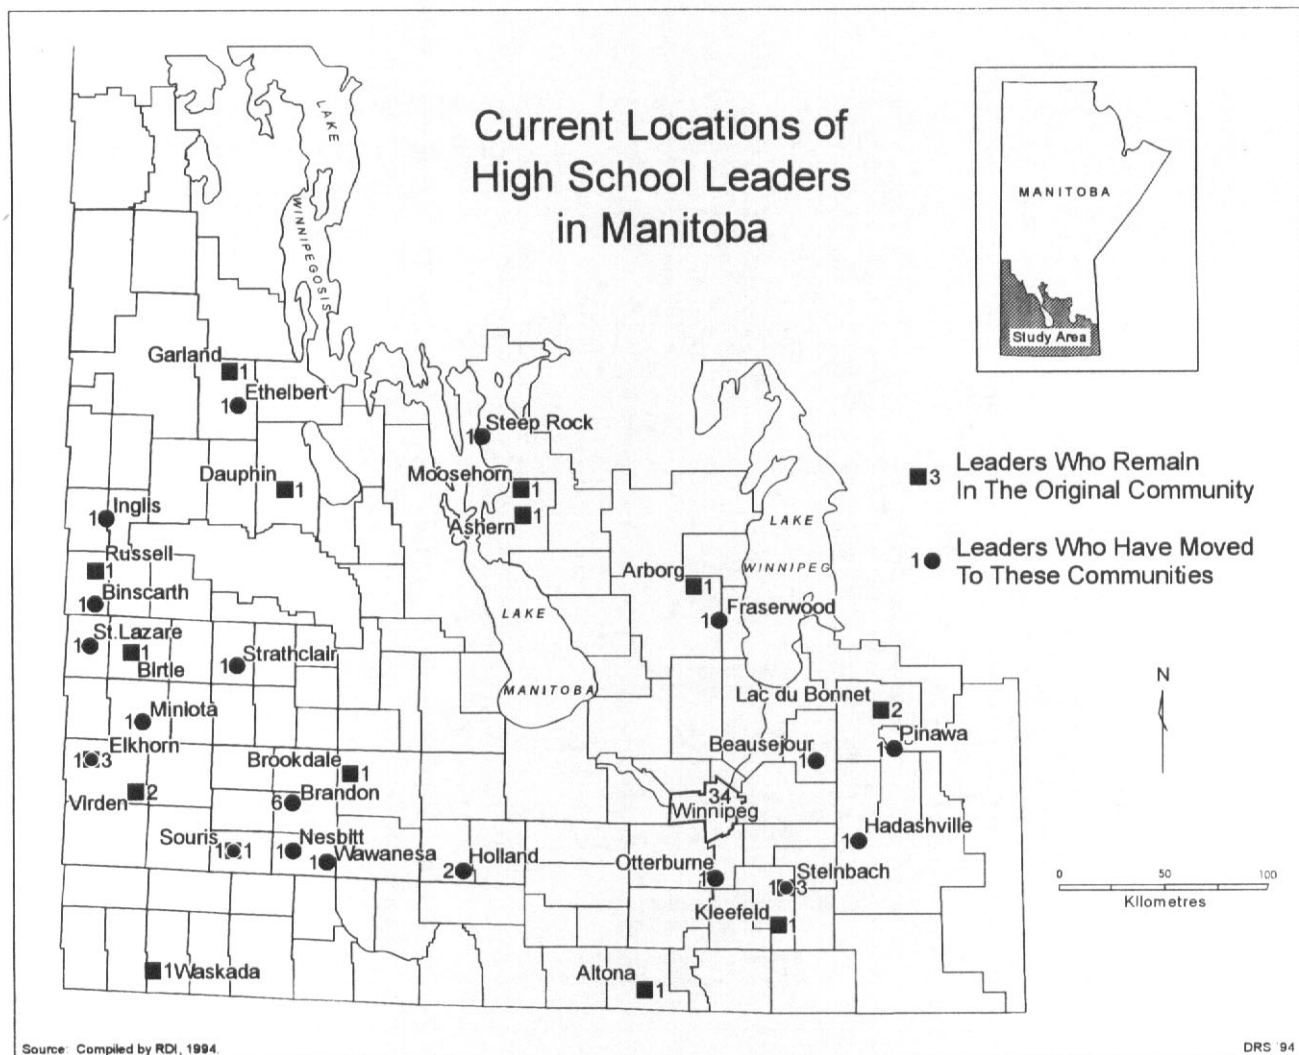 Current Locations of
High School Leaders
in Manitoba
MANITOBA
Study Area
LAKE
WINNIPEGOSIS
Garland
1
Ethelbert
1
Steep Rock
1
Dauphin
1
Moosehorn
1
Ashern
1
Inglis
1
Russell
1
Binscarth
1
St.Lazare
1
Birtle
1
Strathclair
1
Miniota
1
Elkhorn
1 3
Virden
2
Brookdale
1
Brandon
6
Souris
1 1
Nesbitt
1
Wawanesa
1
Holland
2
Waskada
1
Altona
1
LAKE
MANITOBA
Arborg
1
Fraserwood
1
LAKE
WINNIPEG
Lac du Bonnet
2
Pinawa
1
Beausejour
1
34
Winnipeg
Hadashville
1
Otterburne
1
Steinbach
1 3
Kleefeld
1
3 Leaders Who Remain
In The Original Community
1 Leaders Who Have Moved
To These Communities
N
0 50 100
Kilometres
Source: Compiled by RDI, 1994.
DRS '94